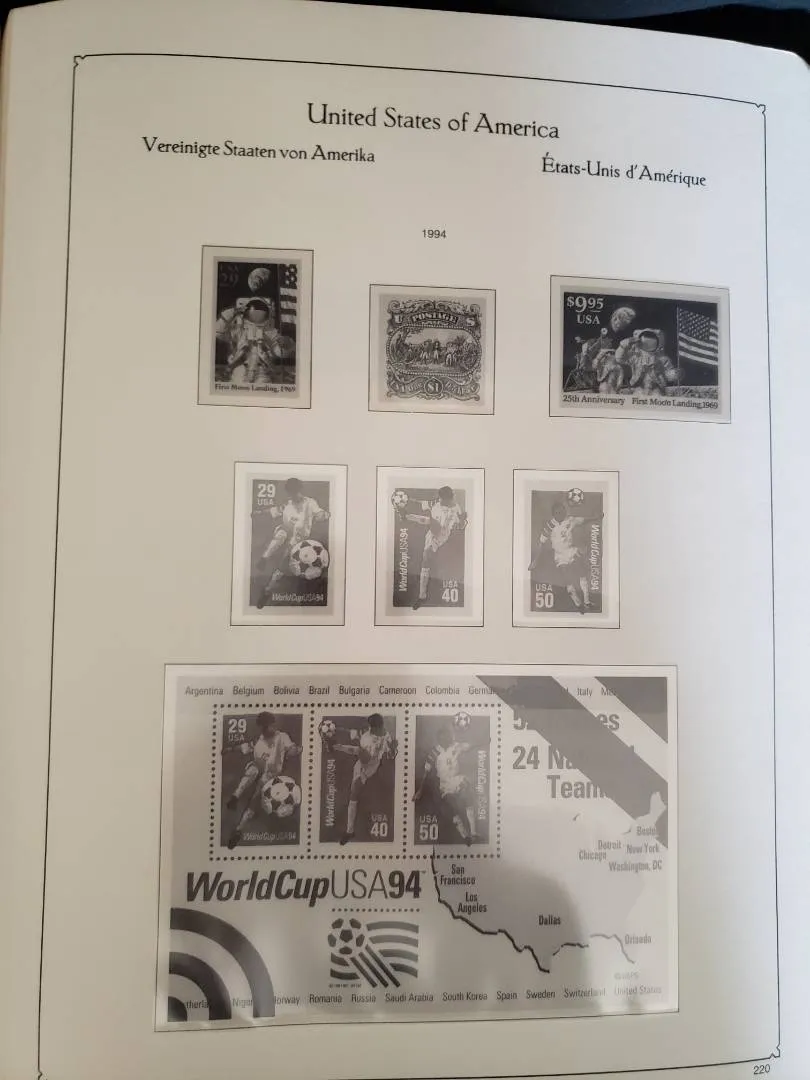 United States of America
Vereinigte Staaten von Amerika
États-Unis d'Amérique
1994
USA
29
First Moon Landing, 1969
U POSTAGE S
$1
$9.95
USA
25th Anniversary First Moon Landing, 1969
29
USA
WorldCupUSA94
WorldCupUSA94
USA
40
WorldCupUSA94
USA
50
Argentina Belgium Bolivia Brazil Bulgaria Cameroon Colombia Italy
29
USA
WorldCupUSA94
WorldCupUSA94
USA
40
WorldCupUSA94
USA
50
24
Team
Boston
Detroit New York
Chicago
Washington, DC
WorldCupUSA94
San
Francisco
Los
Angeles
Dallas
Orlando
Romania Russia Saudi Arabia South Korea Spain Sweden Switzerland United States
220